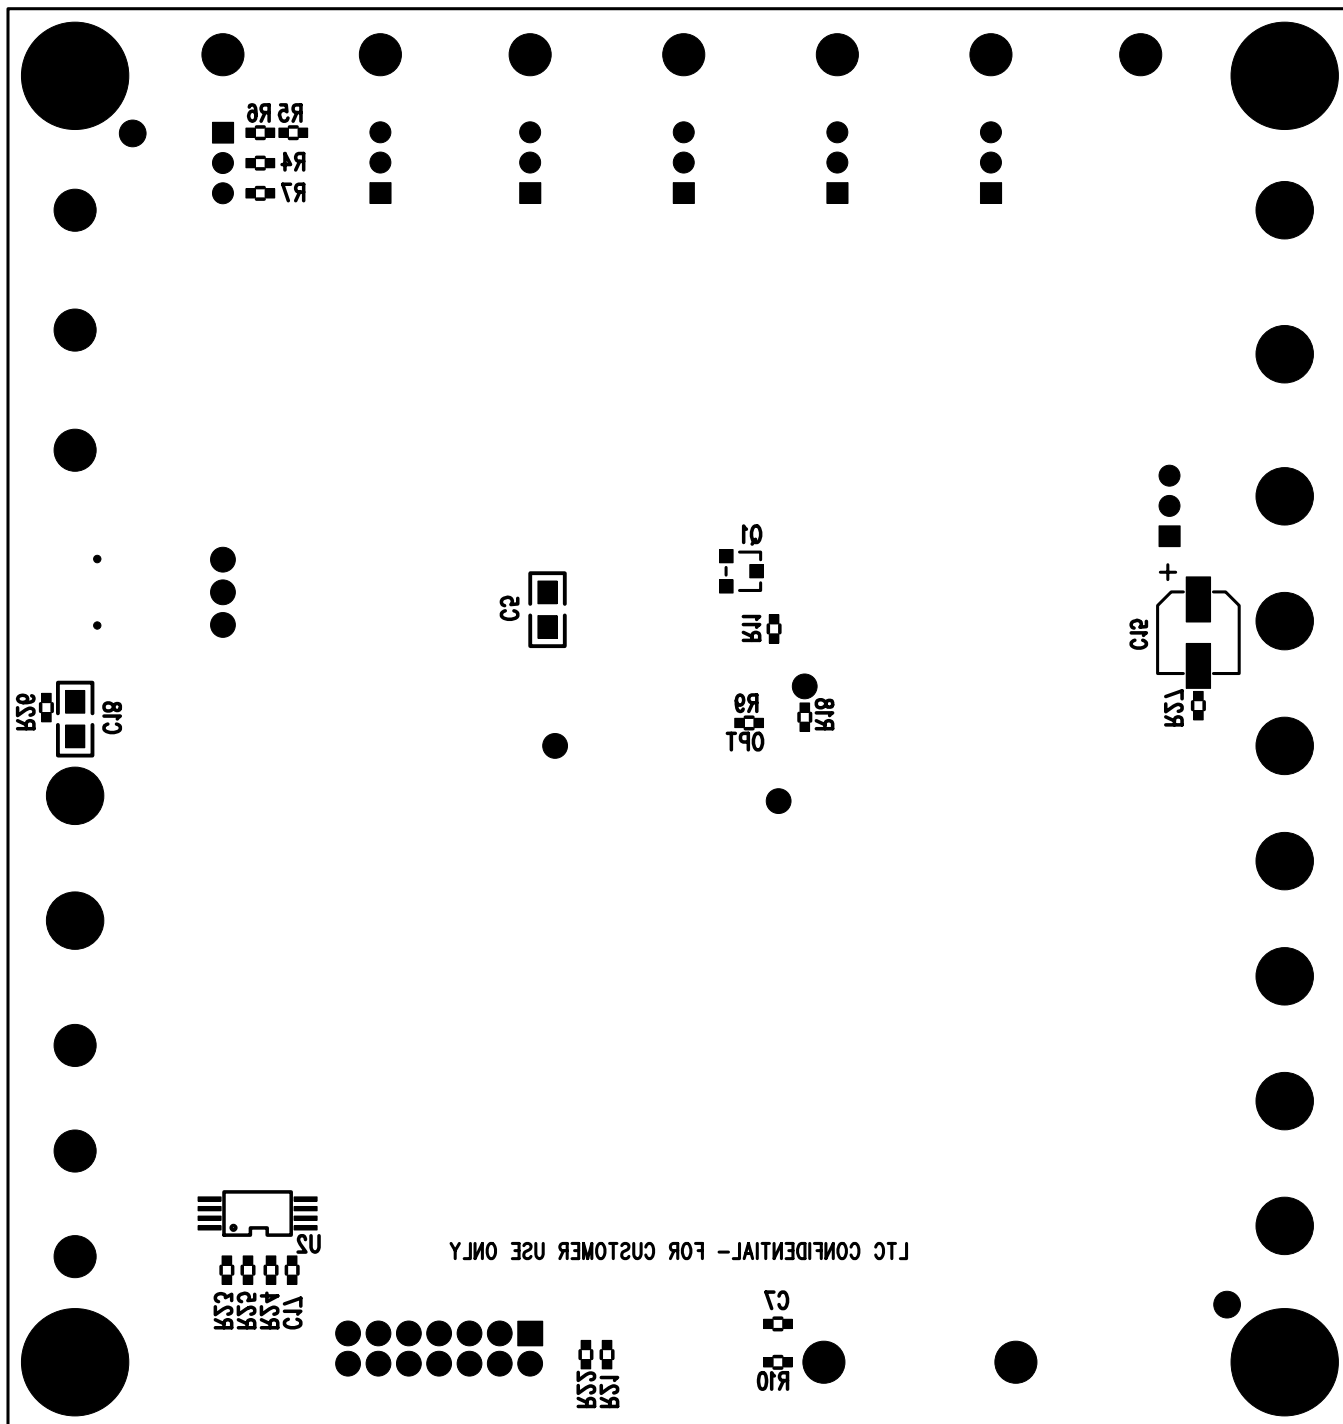 R6 R5
R4
R7
Q1
C5
R11
+
C15
R26
C18
R9
OPT
R18
R27
U2
LTC CONFIDENTIAL- FOR CUSTOMER USE ONLY
R23
R25
R24
C17
C7
R10
R22
R21